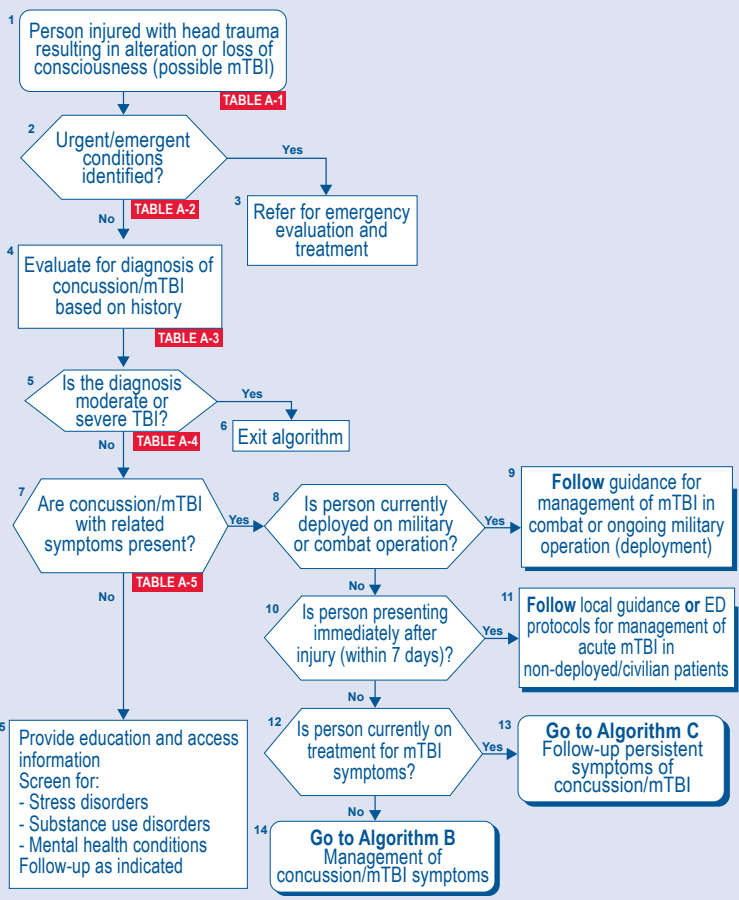 1
Person injured with head trauma
resulting in alteration or loss of
consciousness (possible mTBI)
TABLE A-1
2
Urgent/emergent
conditions
identified?
Yes
TABLE A-2
No
3
Refer for emergency
evaluation and
treatment
4
Evaluate for diagnosis of
concussion/mTBI
based on history
TABLE A-3
5
Is the diagnosis
moderate or
severe TBI?
Yes
TABLE A-4
No
6
Exit algorithm
7
Are concussion/mTBI
with related
symptoms present?
Yes
TABLE A-5
No
8
Is person currently
deployed on military
or combat operation?
Yes
No
9
Follow guidance for
management of mTBI in
combat or ongoing military
operation (deployment)
10
Is person presenting
immediately after
injury (within 7 days)?
Yes
No
11
Follow local guidance or ED
protocols for management of
acute mTBI in
non-deployed/civilian patients
12
Is person currently on
treatment for mTBI
symptoms?
Yes
No
13
Go to Algorithm C
Follow-up persistent
symptoms of
concussion/mTBI
14
Go to Algorithm B
Management of
concussion/mTBI symptoms
5
Provide education and access
information
Screen for:
- Stress disorders
- Substance use disorders
- Mental health conditions
Follow-up as indicated